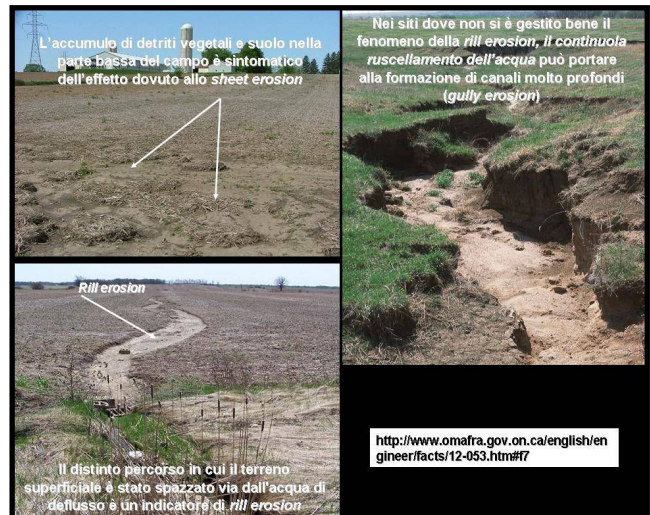 L'accumulo di detriti vegetali e suolo nella
parte bassa del campo è sintomatico
dell'effetto dovuto allo sheet erosion
Nei siti dove non si è gestito bene il
fenomeno della rill erosion, il continuola
ruscellamento dell'acqua può portare
alla formazione di canali molto profondi
(gully erosion)
Rill erosion
Il distinto percorso in cui il terreno
superficiale è stato spazzato via dall'acqua di
deflusso è un indicatore di rill erosion
http://www.omafra.gov.on.ca/english/en
gineer/facts/12-053.htm#f7